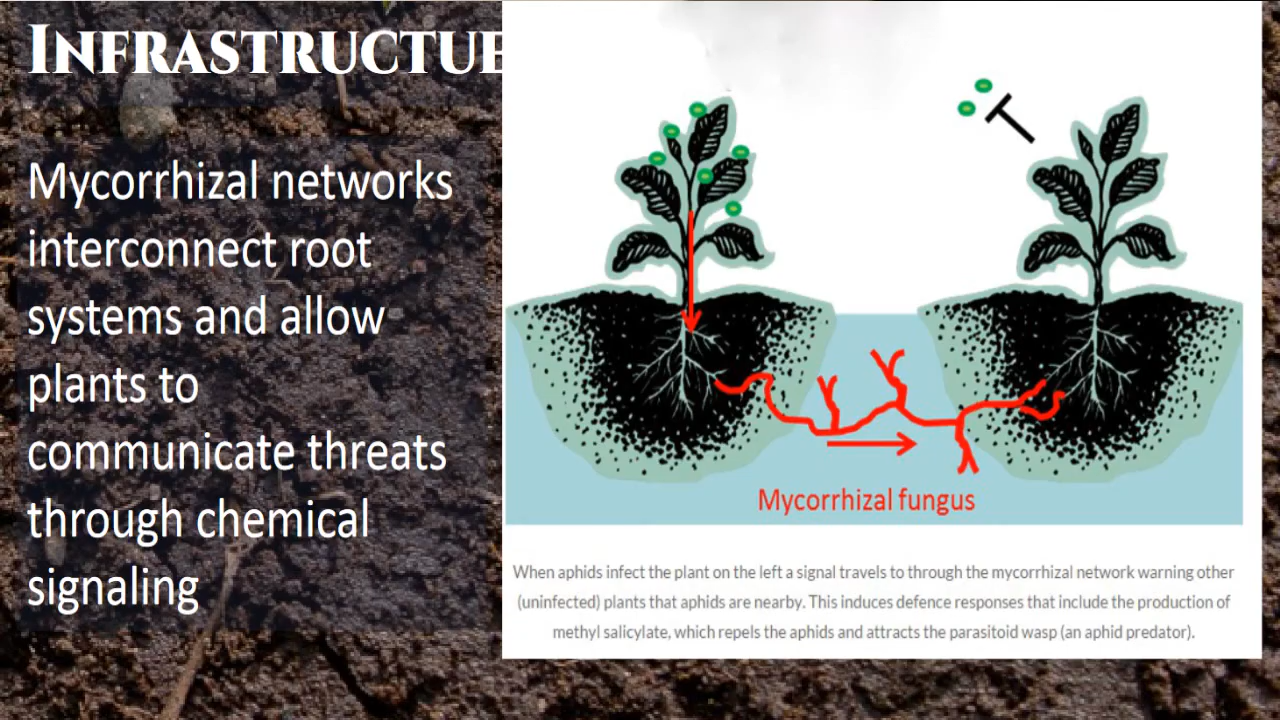 INFRASTRUCTUE
Mycorrhizal networks
interconnect root
systems and allow
plants to
communicate threats
through chemical
signaling
Mycorrhizal fungus
When aphids infect the plant on the left a signal travels to through the mycorrhizal network warning other
(uninfected) plants that aphids are nearby. This induces defence responses that include the production of
methyl salicylate, which repels the aphids and attracts the parasitoid wasp (an aphid predator).